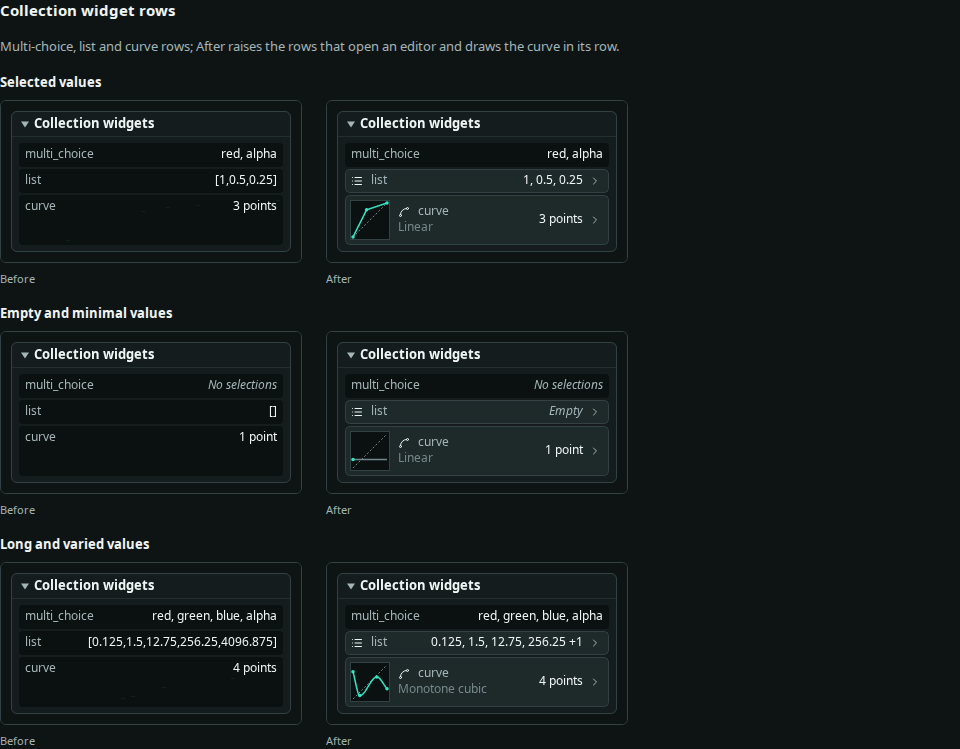 Collection widget rows
Multi-choice, list and curve rows; After raises the rows that open an editor and draws the curve in its row.
Selected values
Collection widgets
multi_choice red, alpha
list [1,0.5,0.25]
curve 3 points
Before
Collection widgets
multi_choice red, alpha
list 1, 0.5, 0.25
curve 3 points
Linear
After
Empty and minimal values
Collection widgets
multi_choice No selections
list []
curve 1 point
Before
Collection widgets
multi_choice No selections
list Empty
curve 1 point
Linear
After
Long and varied values
Collection widgets
multi_choice red, green, blue, alpha
list [0.125,1.5,12.75,256.25,4096.875]
curve 4 points
Before
Collection widgets
multi_choice red, green, blue, alpha
list 0.125, 1.5, 12.75, 256.25 +1
curve 4 points
Monotone cubic
After